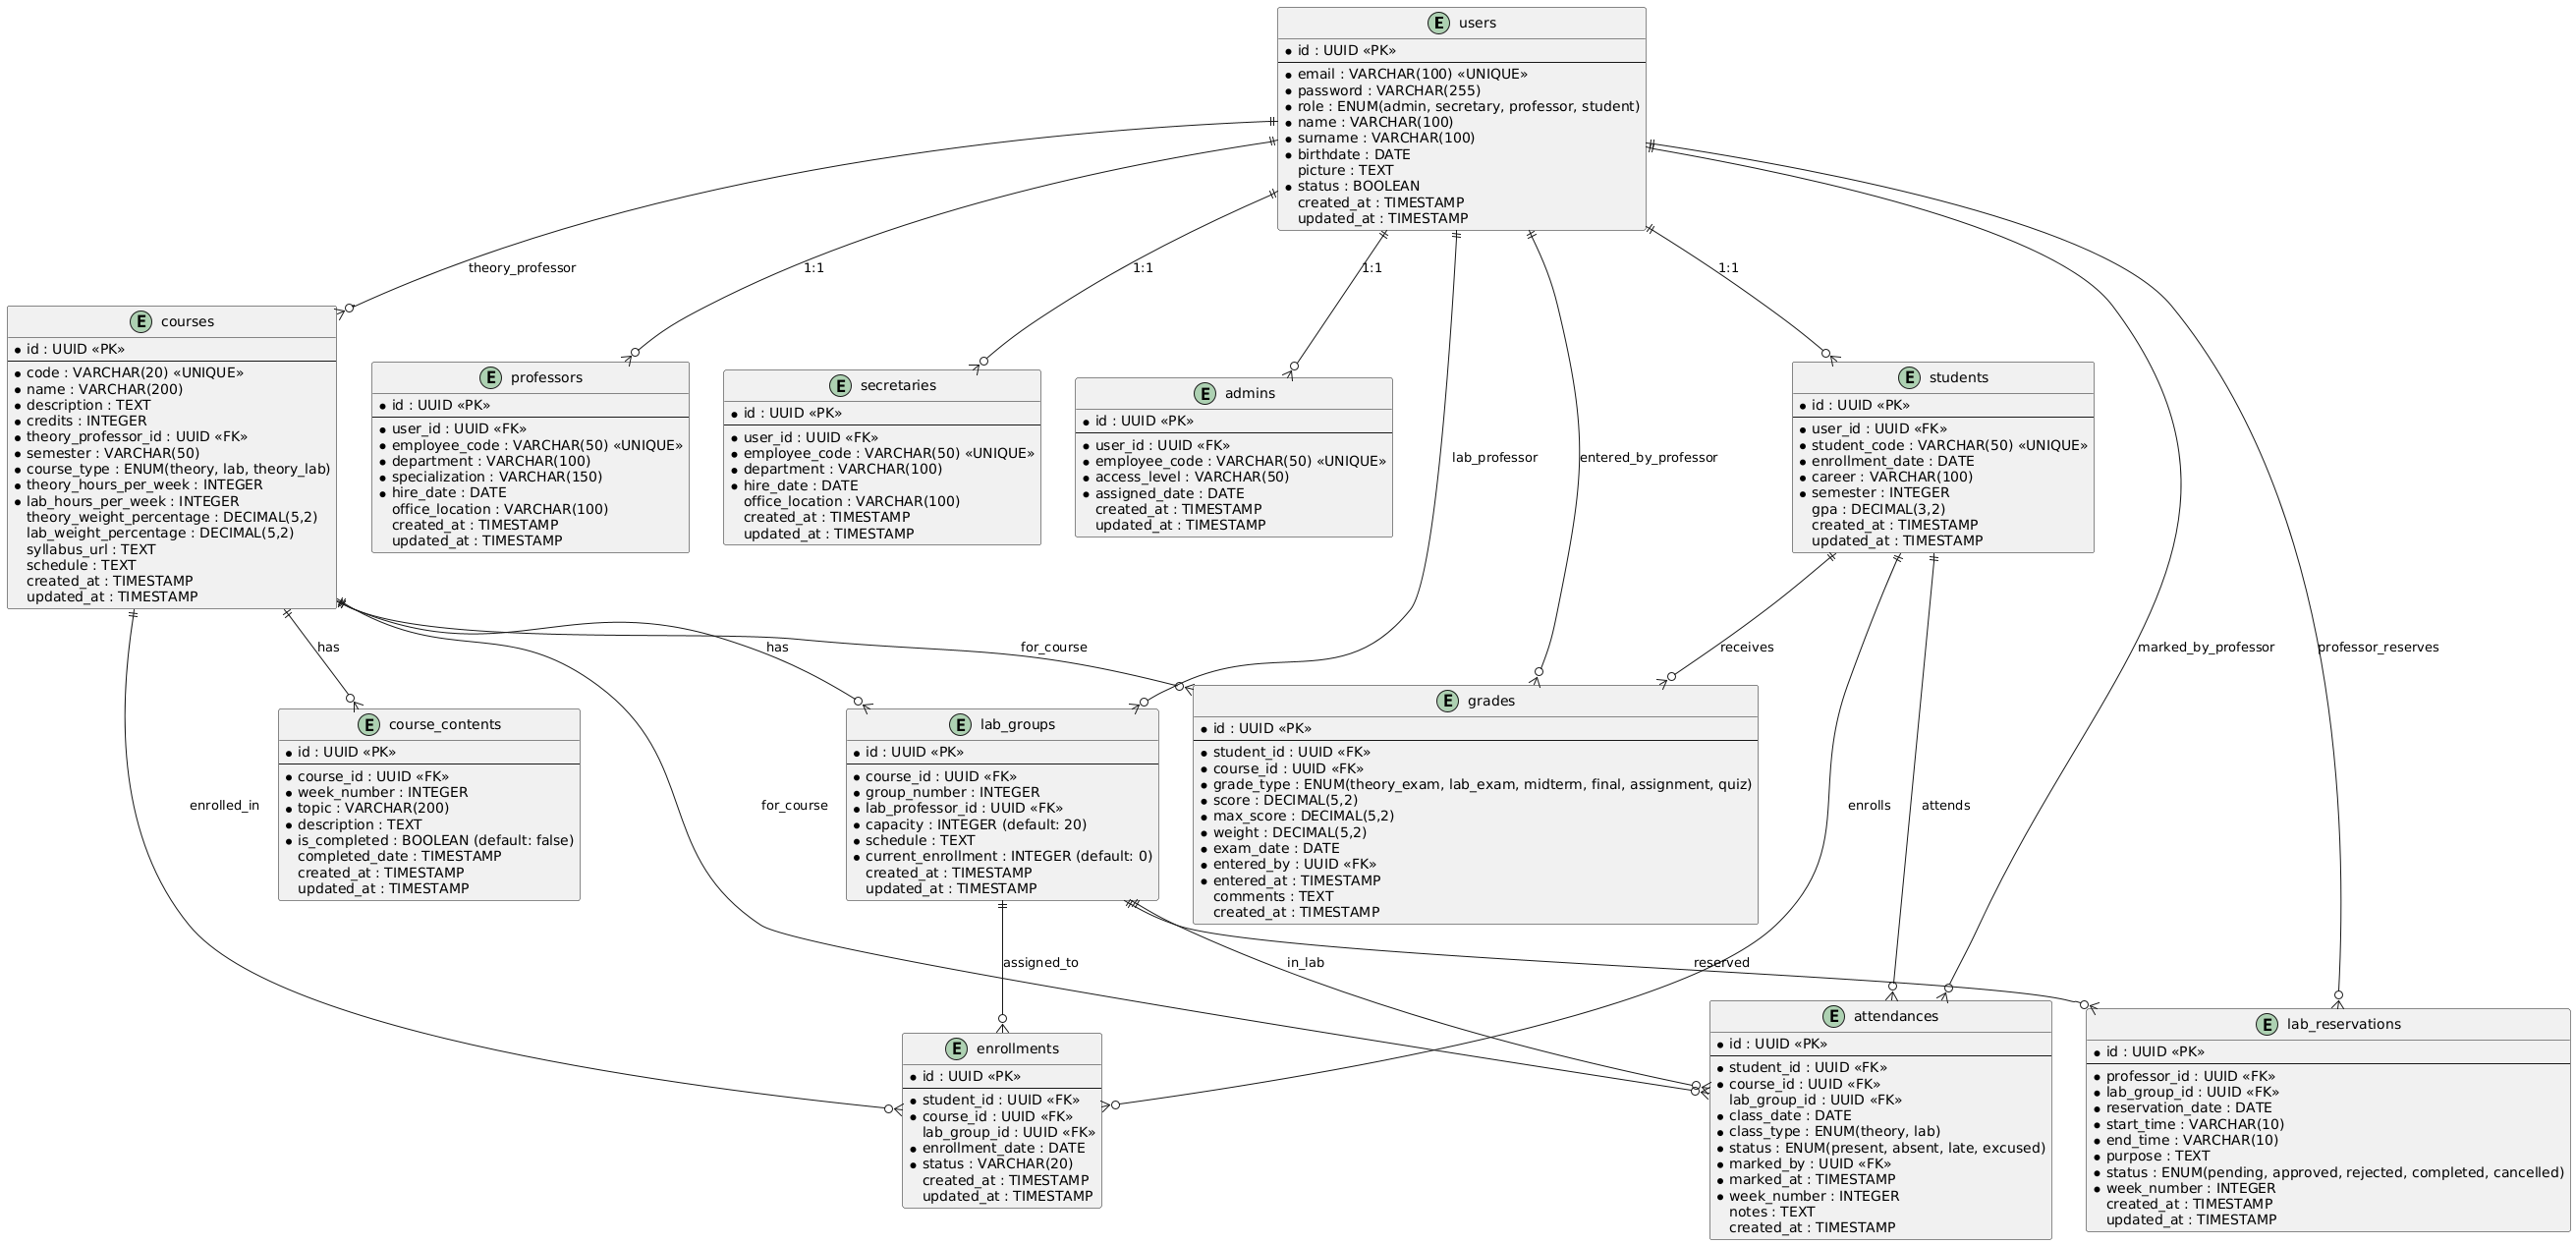 E users
* id : UUID «PK»
* email : VARCHAR(100) «UNIQUE»
* password : VARCHAR(255)
* role : ENUM(admin, secretary, professor, student)
* name : VARCHAR(100)
* surname : VARCHAR(100)
* birthdate : DATE
picture : TEXT
* status : BOOLEAN
created_at : TIMESTAMP
updated_at : TIMESTAMP
theory_professor
1:1
1:1
1:1
1:1
E courses
* id : UUID «PK»
* code : VARCHAR(20) «UNIQUE»
* name : VARCHAR(200)
* description : TEXT
* credits : INTEGER
* theory_professor_id : UUID «FK»
* semester : VARCHAR(50)
* course_type : ENUM(theory, lab, theory_lab)
* theory_hours_per_week : INTEGER
* lab_hours_per_week : INTEGER
theory_weight_percentage : DECIMAL(5,2)
lab_weight_percentage : DECIMAL(5,2)
syllabus_url : TEXT
schedule : TEXT
created_at : TIMESTAMP
updated_at : TIMESTAMP
E professors
* id : UUID «PK»
* user_id : UUID «FK»
* employee_code : VARCHAR(50) «UNIQUE»
* department : VARCHAR(100)
* specialization : VARCHAR(150)
* hire_date : DATE
office_location : VARCHAR(100)
created_at : TIMESTAMP
updated_at : TIMESTAMP
E secretaries
* id : UUID «PK»
* user_id : UUID «FK»
* employee_code : VARCHAR(50) «UNIQUE»
* department : VARCHAR(100)
* hire_date : DATE
office_location : VARCHAR(100)
created_at : TIMESTAMP
updated_at : TIMESTAMP
E admins
* id : UUID «PK»
* user_id : UUID «FK»
* employee_code : VARCHAR(50) «UNIQUE»
* access_level : VARCHAR(50)
* assigned_date : DATE
created_at : TIMESTAMP
updated_at : TIMESTAMP
lab_professor
entered_by_professor
E students
* id : UUID «PK»
* user_id : UUID «FK»
* student_code : VARCHAR(50) «UNIQUE»
* enrollment_date : DATE
* career : VARCHAR(100)
* semester : INTEGER
gpa : DECIMAL(3,2)
created_at : TIMESTAMP
updated_at : TIMESTAMP
has
has
for_course
receives
marked_by_professor
professor_reserves
enrolled_in
E course_contents
* id : UUID «PK»
* course_id : UUID «FK»
* week_number : INTEGER
* topic : VARCHAR(200)
* description : TEXT
* is_completed : BOOLEAN (default: false)
completed_date : TIMESTAMP
created_at : TIMESTAMP
updated_at : TIMESTAMP
for_course
E lab_groups
* id : UUID «PK»
* course_id : UUID «FK»
* group_number : INTEGER
* lab_professor_id : UUID «FK»
* capacity : INTEGER (default: 20)
* schedule : TEXT
* current_enrollment : INTEGER (default: 0)
created_at : TIMESTAMP
updated_at : TIMESTAMP
E grades
* id : UUID «PK»
* student_id : UUID «FK»
* course_id : UUID «FK»
* grade_type : ENUM(theory_exam, lab_exam, midterm, final, assignment, quiz)
* score : DECIMAL(5,2)
* max_score : DECIMAL(5,2)
* weight : DECIMAL(5,2)
* exam_date : DATE
* entered_by : UUID «FK»
* entered_at : TIMESTAMP
comments : TEXT
created_at : TIMESTAMP
enrolls
attends
assigned_to
in_lab
reserved
E enrollments
* id : UUID «PK»
* student_id : UUID «FK»
* course_id : UUID «FK»
lab_group_id : UUID «FK»
* enrollment_date : DATE
* status : VARCHAR(20)
created_at : TIMESTAMP
updated_at : TIMESTAMP
E attendances
* id : UUID «PK»
* student_id : UUID «FK»
* course_id : UUID «FK»
lab_group_id : UUID «FK»
* class_date : DATE
* class_type : ENUM(theory, lab)
* status : ENUM(present, absent, late, excused)
* marked_by : UUID «FK»
* marked_at : TIMESTAMP
* week_number : INTEGER
notes : TEXT
created_at : TIMESTAMP
E lab_reservations
* id : UUID «PK»
* professor_id : UUID «FK»
* lab_group_id : UUID «FK»
* reservation_date : DATE
* start_time : VARCHAR(10)
* end_time : VARCHAR(10)
* purpose : TEXT
* status : ENUM(pending, approved, rejected, completed, cancelled)
* week_number : INTEGER
created_at : TIMESTAMP
updated_at : TIMESTAMP